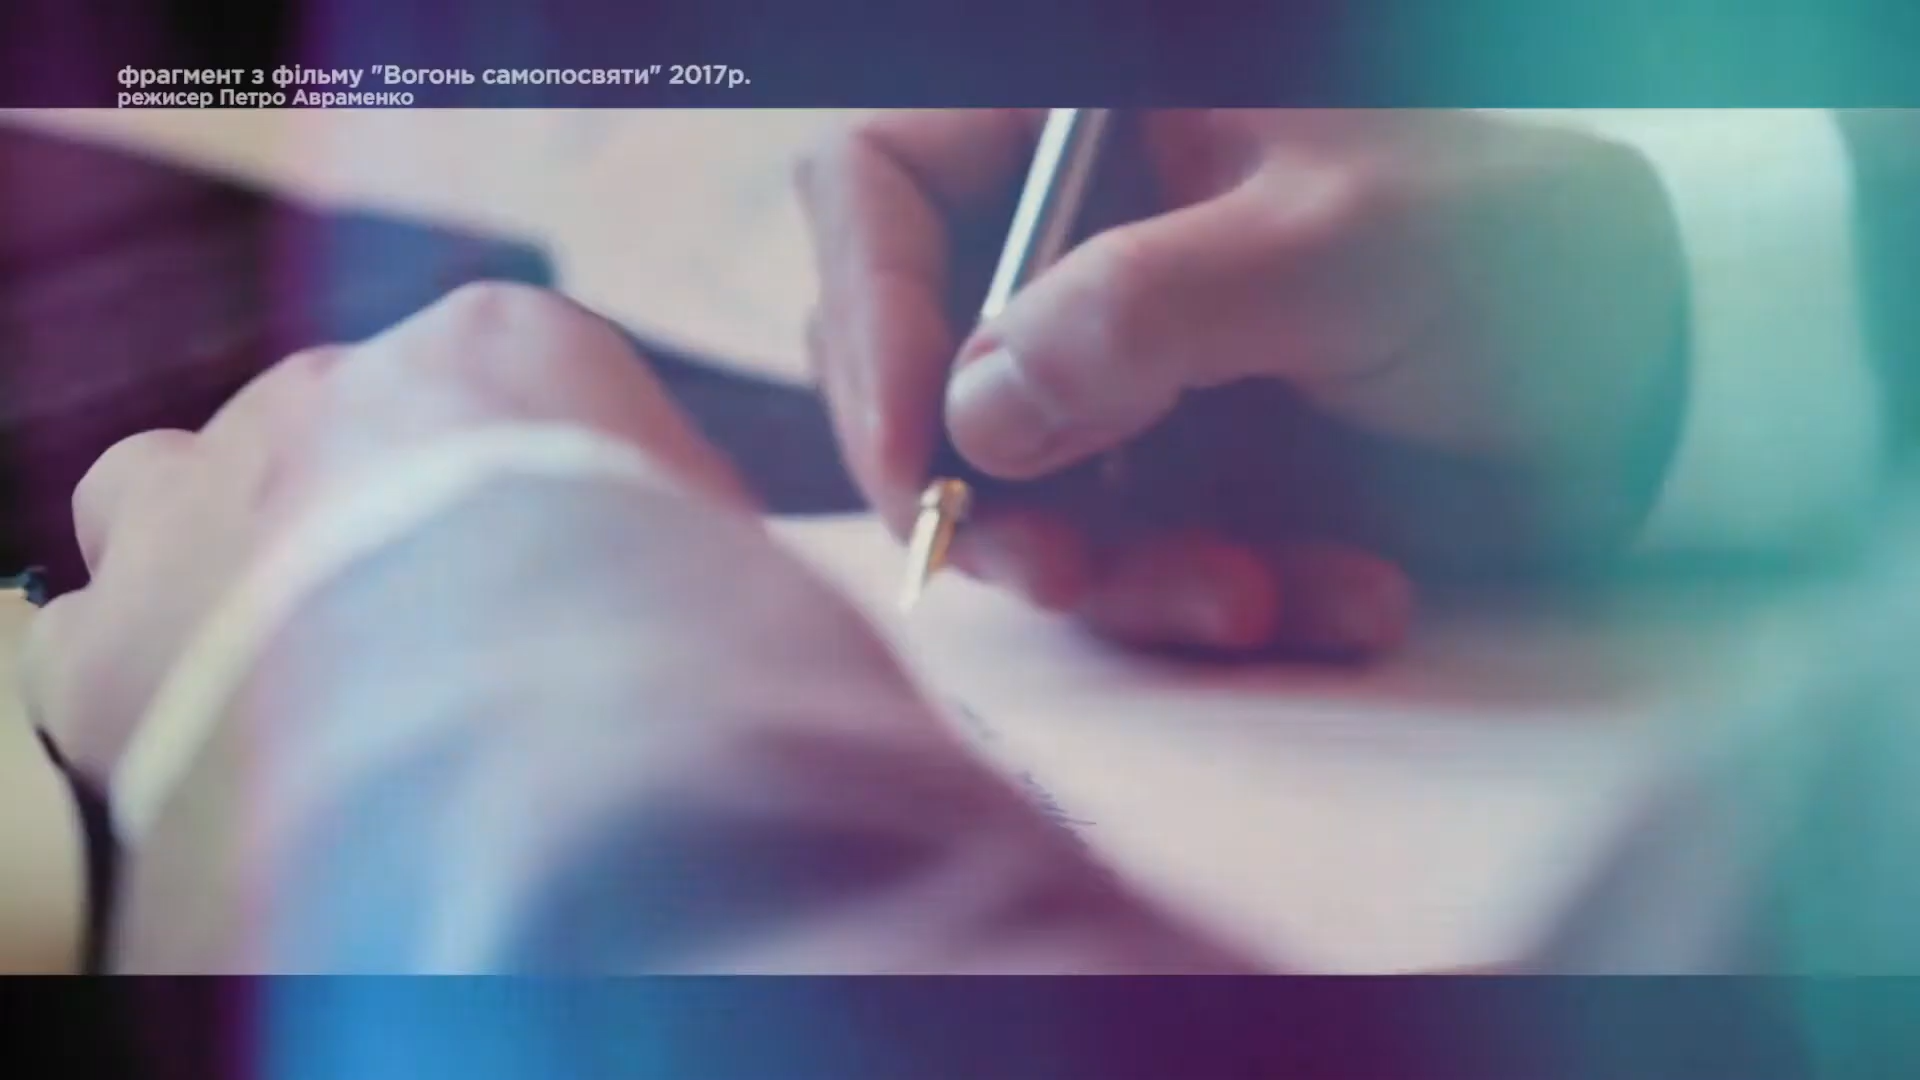 фрагмент з фільму "Вогонь самопосвяти" 2017р.
режисер Петро Авраменко